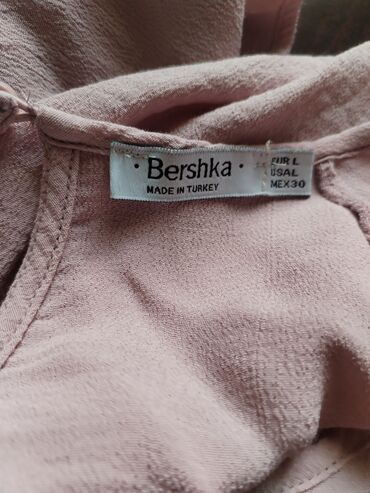 · Bershka ·
MADE IN TURKEY
EUR L
USA L
MEX 30